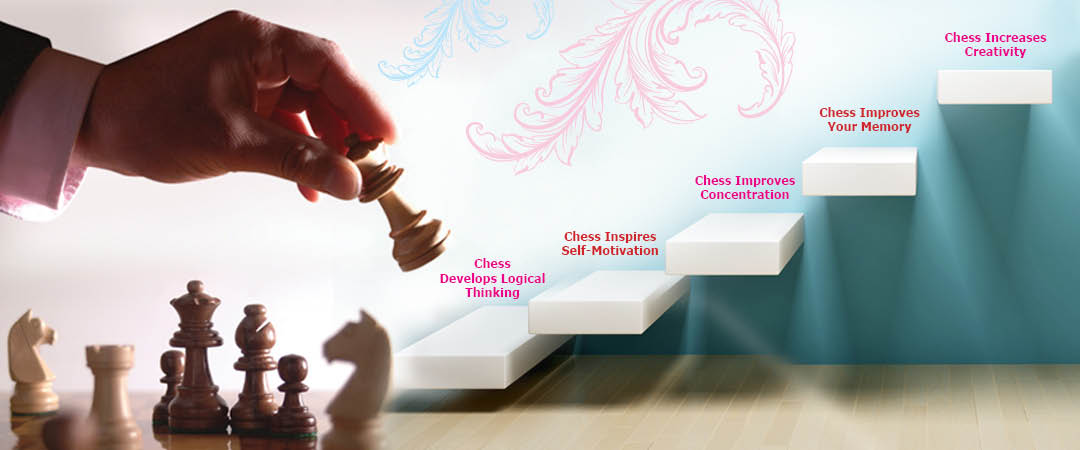 Chess Increases
Creativity
Chess Improves
Your Memory
Chess Improves
Concentration
Chess Inspires
Self-Motivation
Chess
Develops Logical
Thinking